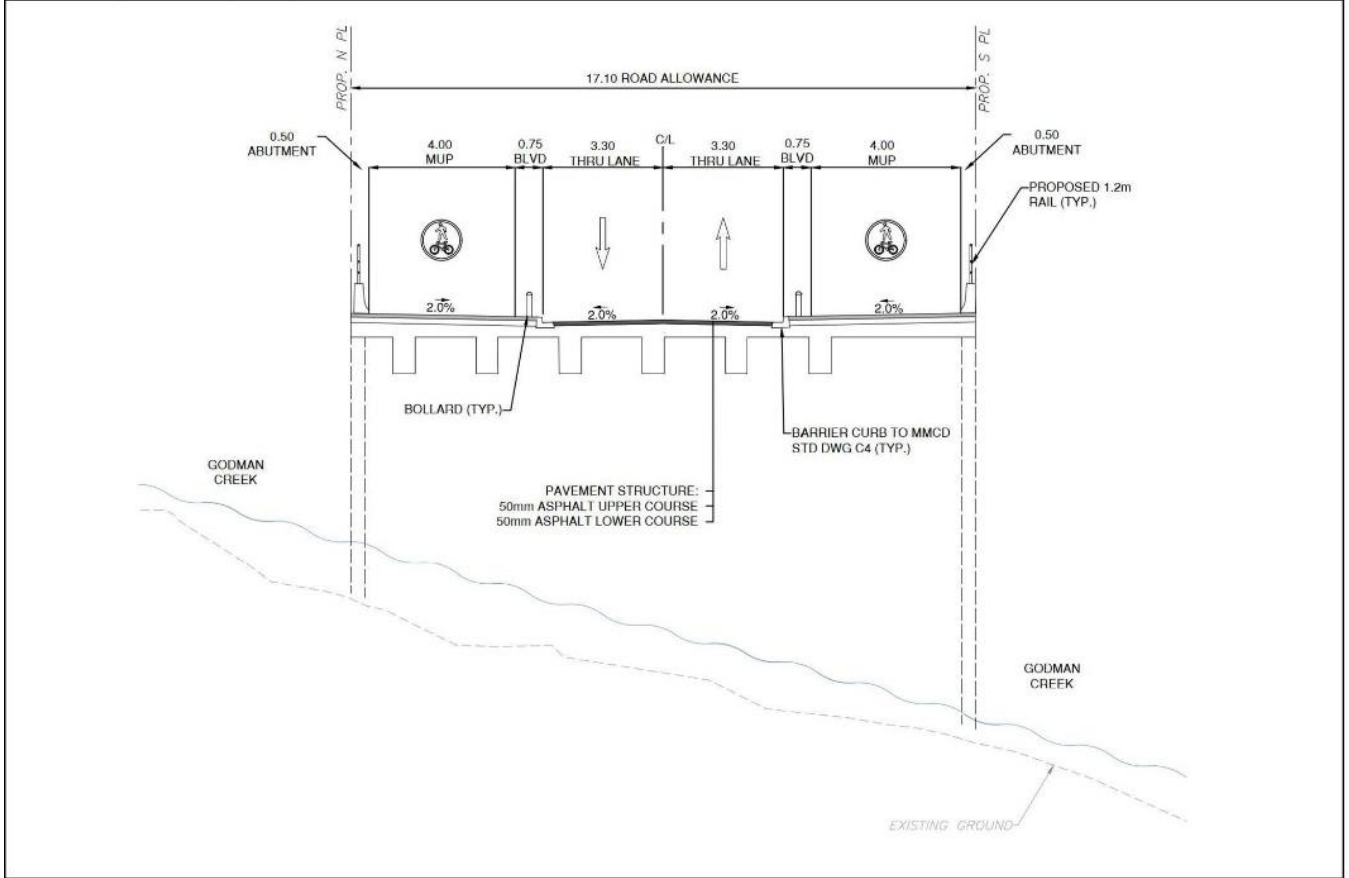 PROP. N PL
PROP. S PL
17.10 ROAD ALLOWANCE
0.50
ABUTMENT
4.00
MUP
0.75
BLVD
3.30
THRU LANE
C/L
3.30
THRU LANE
0.75
BLVD
4.00
MUP
0.50
ABUTMENT
PROPOSED 1.2m
RAIL (TYP.)
2.0%
2.0%
2.0%
2.0%
BOLLARD (TYP.)
BARRIER CURB TO MMCD
STD DWG C4 (TYP.)
GODMAN
CREEK
PAVEMENT STRUCTURE:
50mm ASPHALT UPPER COURSE
50mm ASPHALT LOWER COURSE
GODMAN
CREEK
EXISTING GROUND